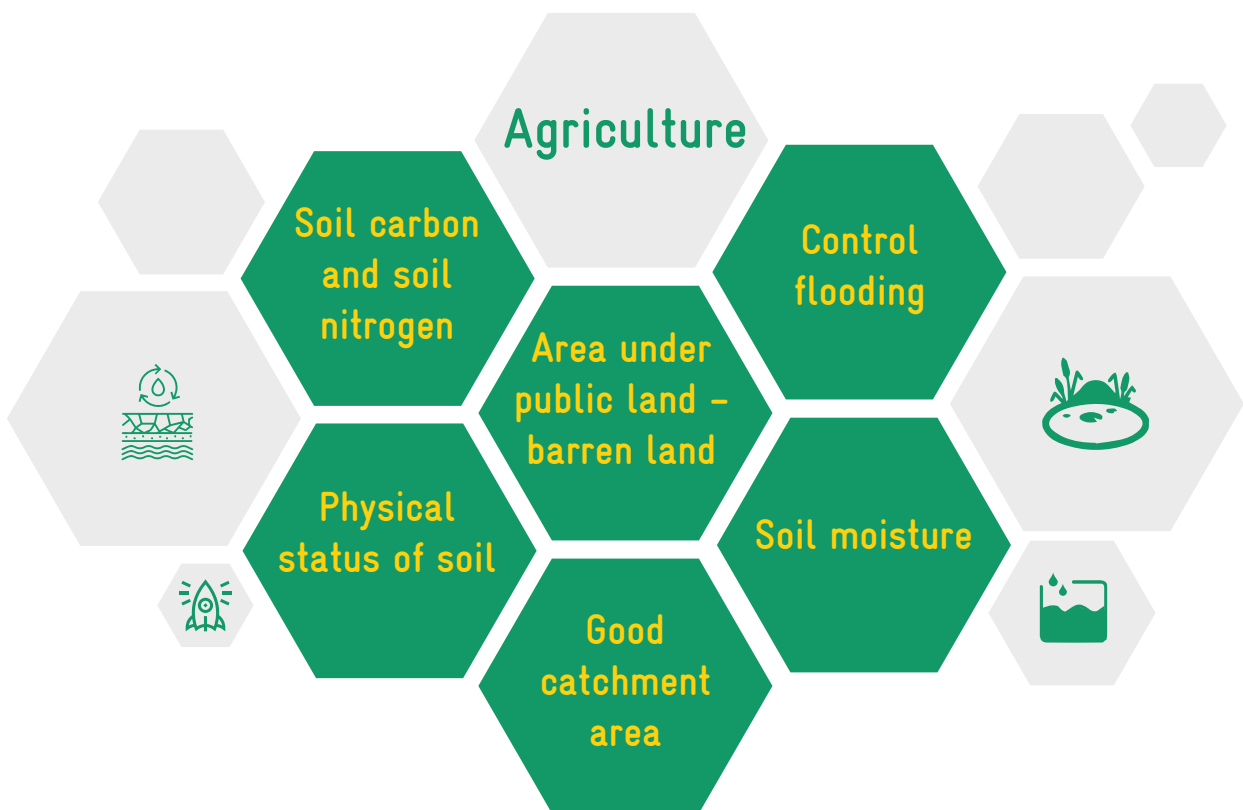 Agriculture
Soil carbon
and soil
nitrogen
Control
flooding
Area under
public land –
barren land
Physical
status of soil
Soil moisture
Good
catchment
area